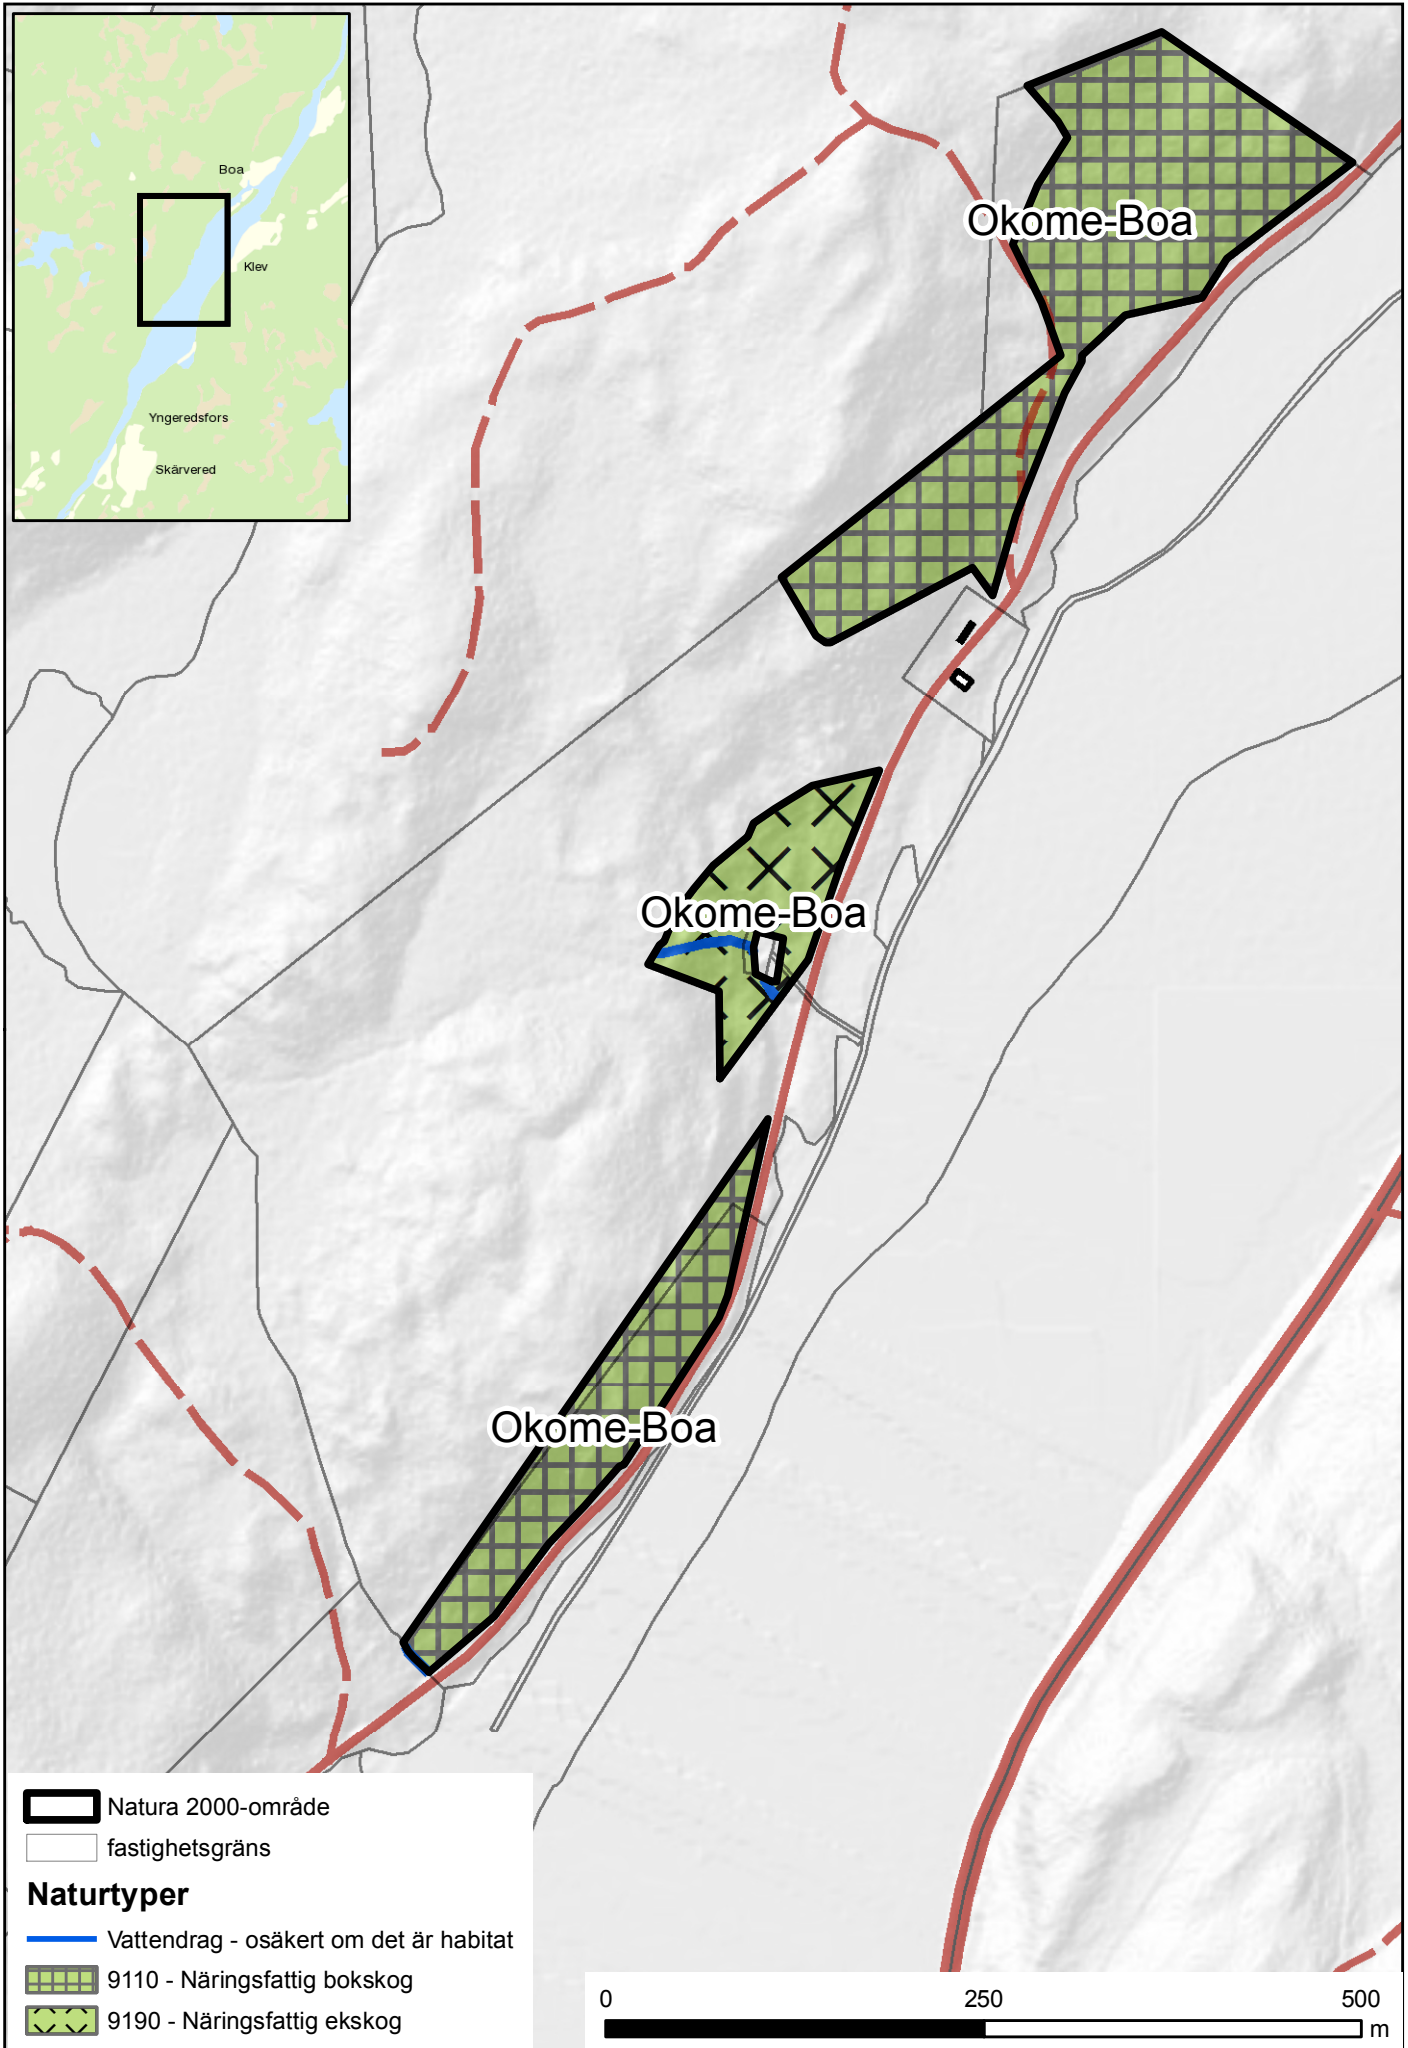 Boa
Klev
Yngeredsfors
Skärvered
Okome-Boa
Okome-Boa
Okome-Boa
Natura 2000-område
fastighetsgräns
Naturtyper
Vattendrag - osäkert om det är habitat
9110 - Näringsfattig bokskog
9190 - Näringsfattig ekskog
0 250 500
m